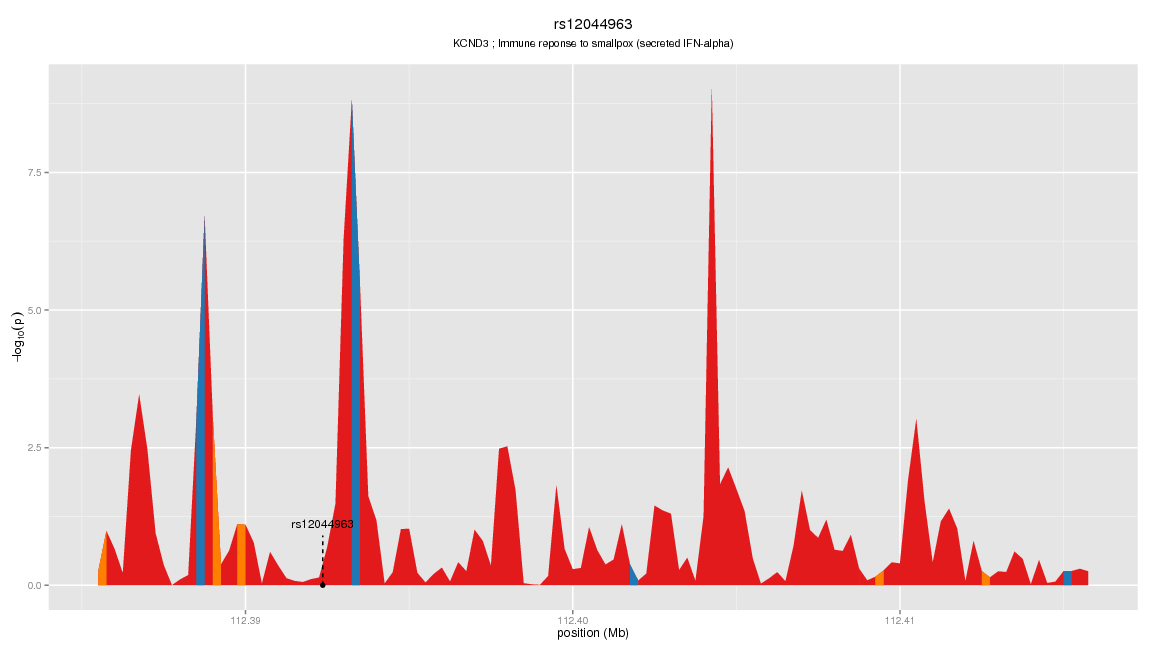 rs12044963
KCND3 ; Immune reponse to smallpox (secreted IFN-alpha)
−log10(p)
7.5
5.0
2.5
0.0
rs12044963
112.39
112.40
112.41
position (Mb)